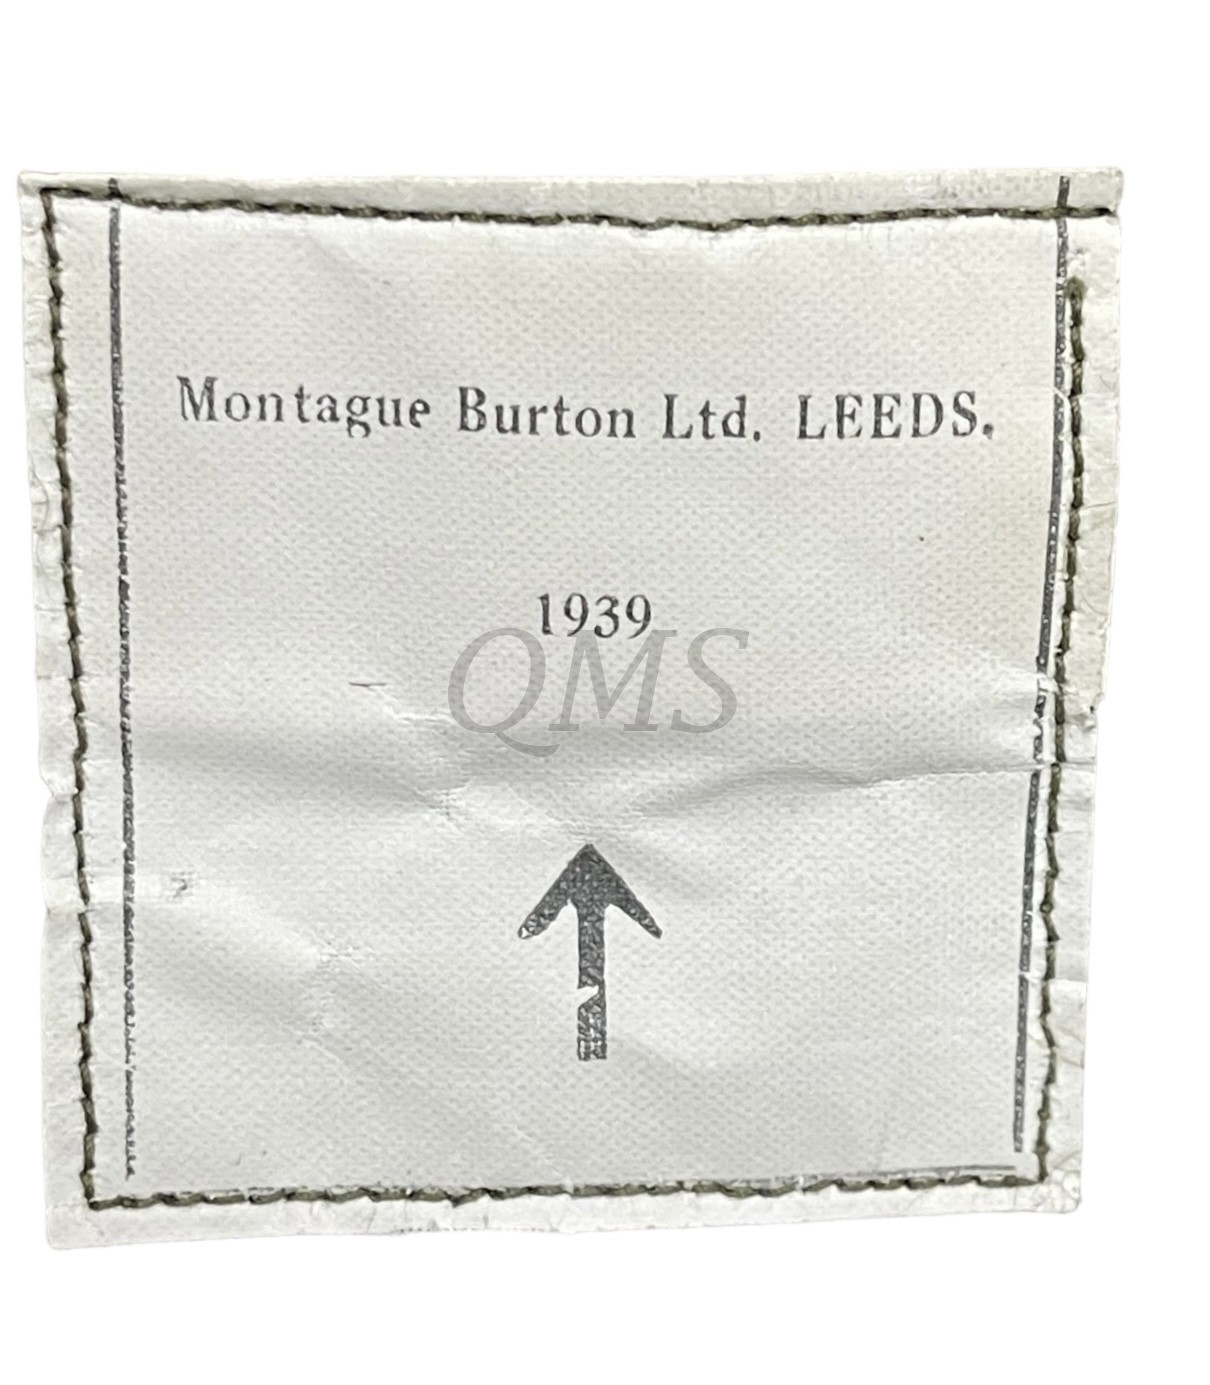 Montague Burton Ltd. LEEDS.
1939
QMS